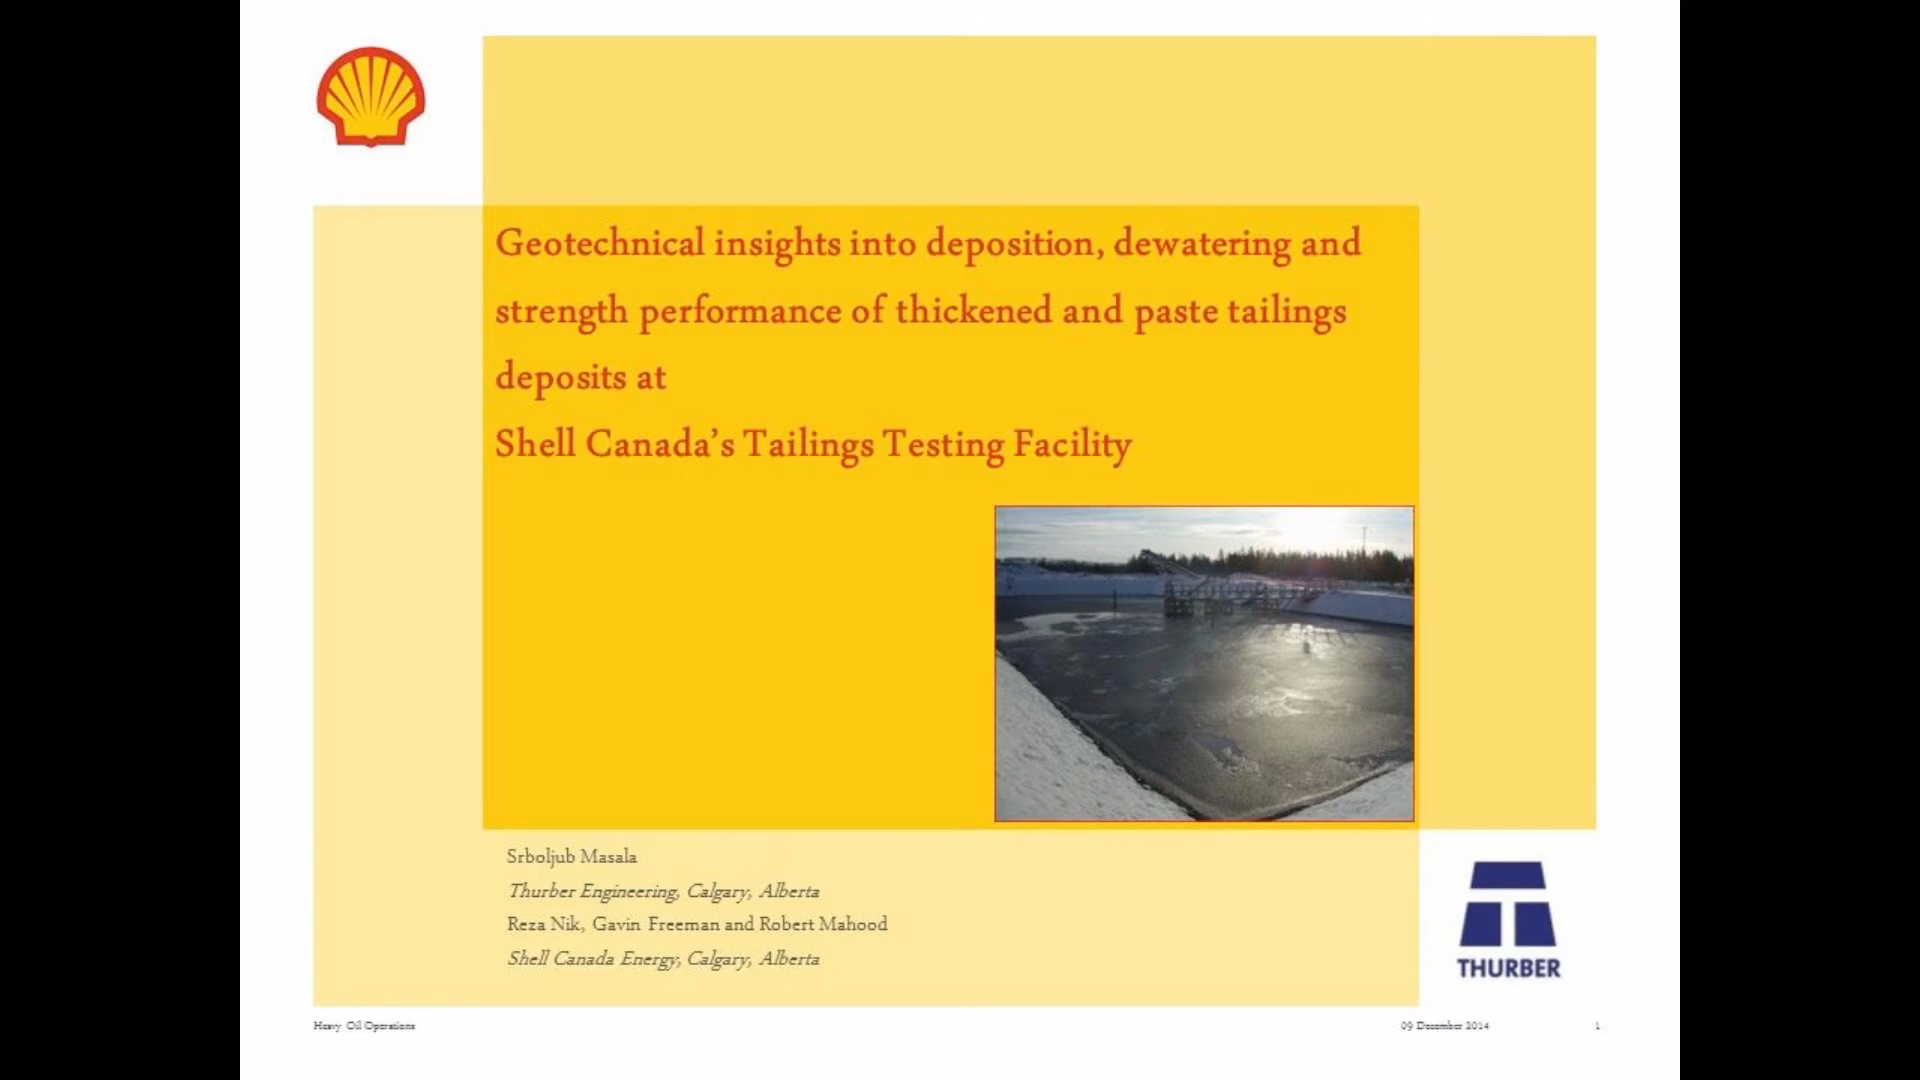 Geotechnical insights into deposition, dewatering and
strength performance of thickened and paste tailings
deposits at
Shell Canada’s Tailings Testing Facility
Srboljub Masala
Thurber Engineering, Calgary, Alberta
Reza Nik, Gavin Freeman and Robert Mahood
Shell Canada Energy, Calgary, Alberta
THURBER
Heavy Oil Operations
09 December 2014
1